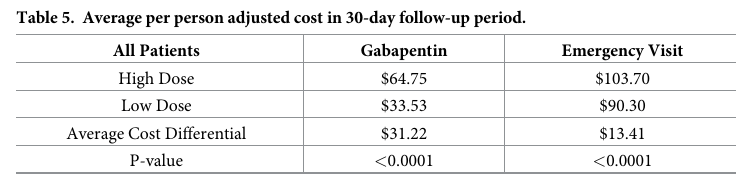 Table 5. Average per person adjusted cost in 30-day follow-up period.
All Patients Gabapentin Emergency Visit
High Dose $64.75 $103.70
Low Dose $33.53 $90.30
Average Cost Differential $31.22 $13.41
P-value <0.0001 <0.0001